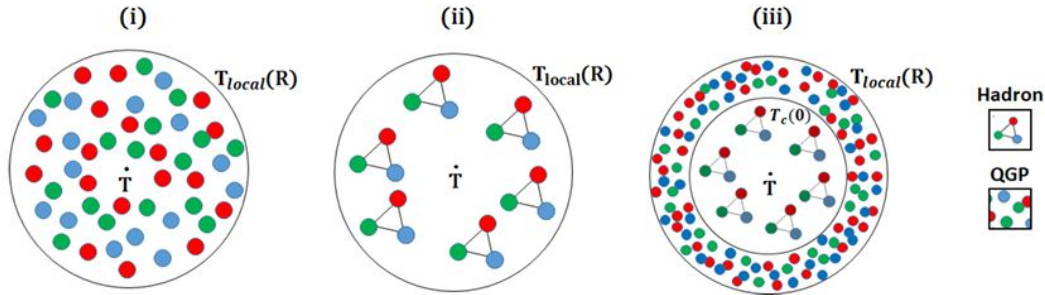 (i) (ii) (iii)
T_local(R) T_local(R) T_local(R)
Hadron
T_c(0)
QGP
Ṫ Ṫ Ṫ